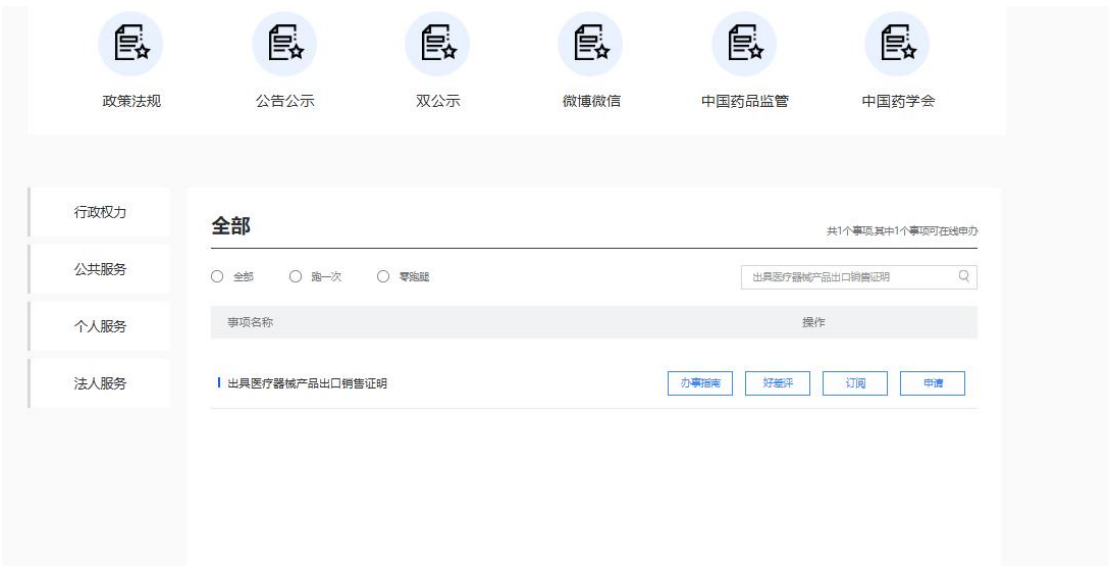 政策法规 公告公示 双公示 微博微信 中国药品监管 中国药学会
行政权力
公共服务
个人服务
法人服务
全部
共1个事项,其中1个事项可在线申办
全部 跑一次 零跑腿
出具医疗器械产品出口销售证明
事项名称 操作
出具医疗器械产品出口销售证明
办事指南 好差评 订阅 申请